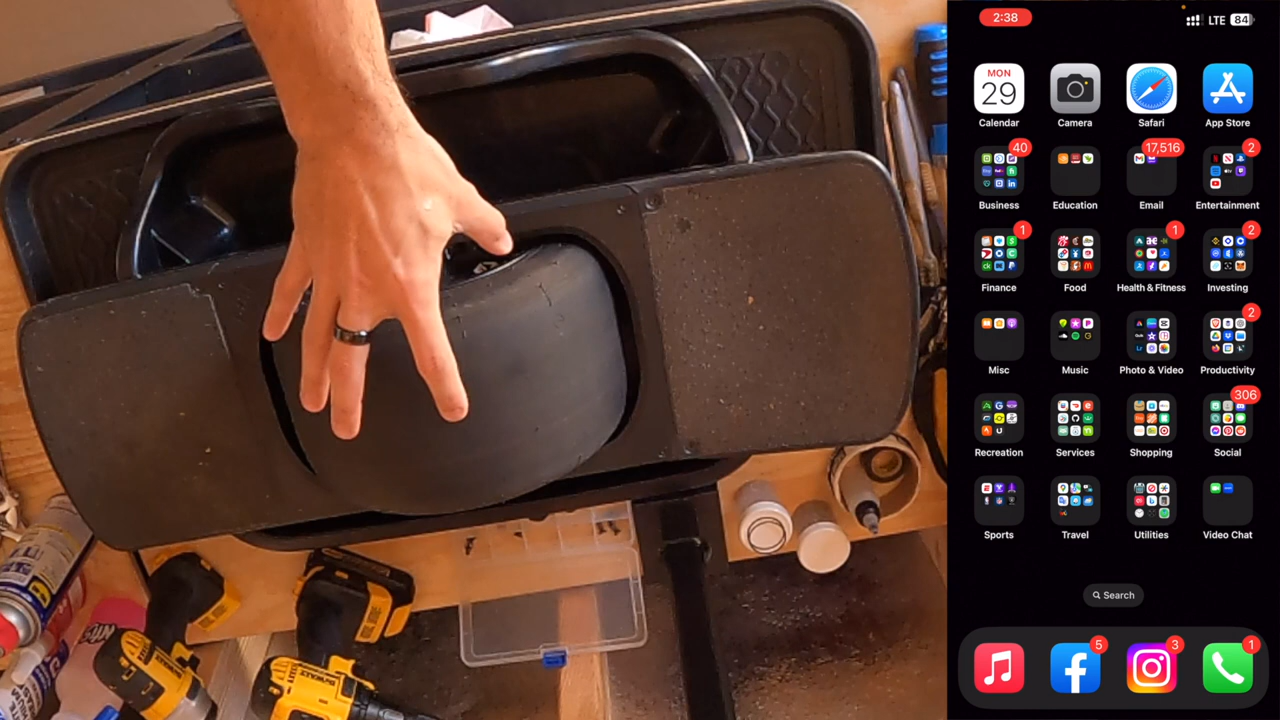 2:38
LTE 84
MON
29
Calendar
Camera
Safari
App Store
40
17,516
2
Business
Education
Email
Entertainment
1
1
2
Finance
Food
Health & Fitness
Investing
2
Misc
Music
Photo & Video
Productivity
306
Recreation
Services
Shopping
Social
Sports
Travel
Utilities
Video Chat
Search
5
3
1
DEWALT
DEWALT